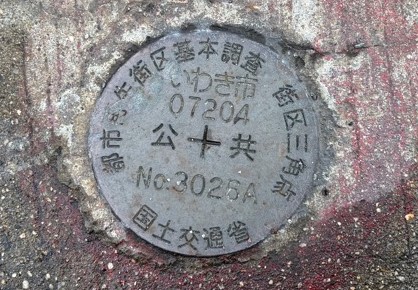 都市再生街区基本調査
街区三角点
いわき市
0720A
公共
No.3026A
国土交通省